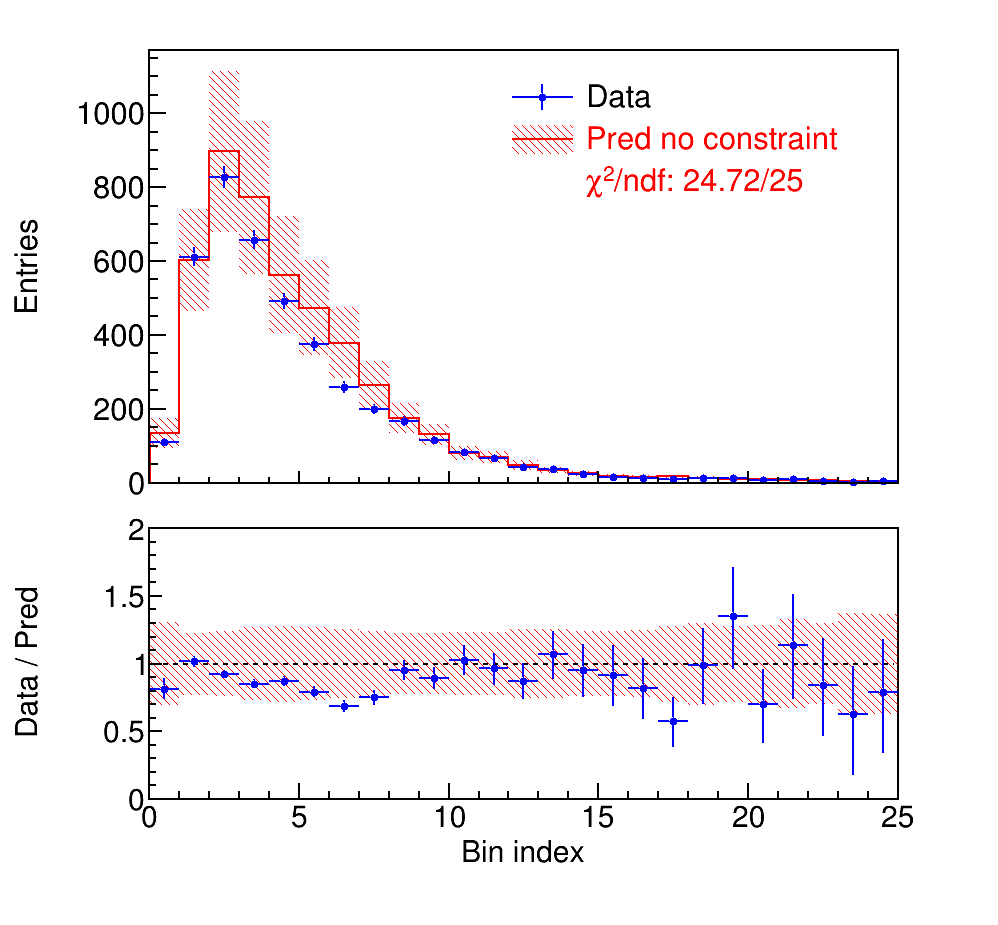 Entries
1000
800
600
400
200
0
Data
Pred no constraint
χ²/ndf: 24.72/25
Data / Pred
2
1.5
1
0.5
0
0 5 10 15 20 25
Bin index